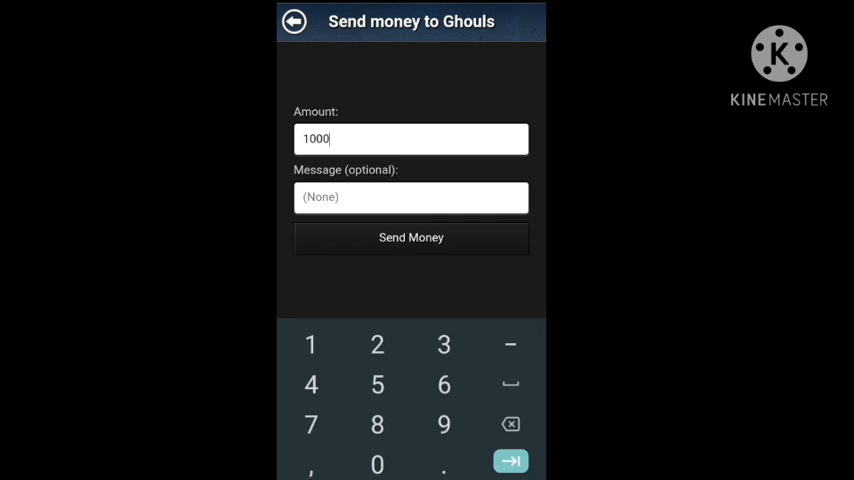 Send money to Ghouls
Amount:
1000
Message (optional):
(None)
Send Money
1 2 3 -
4 5 6
7 8 9
, 0 .
K
KINEMASTER